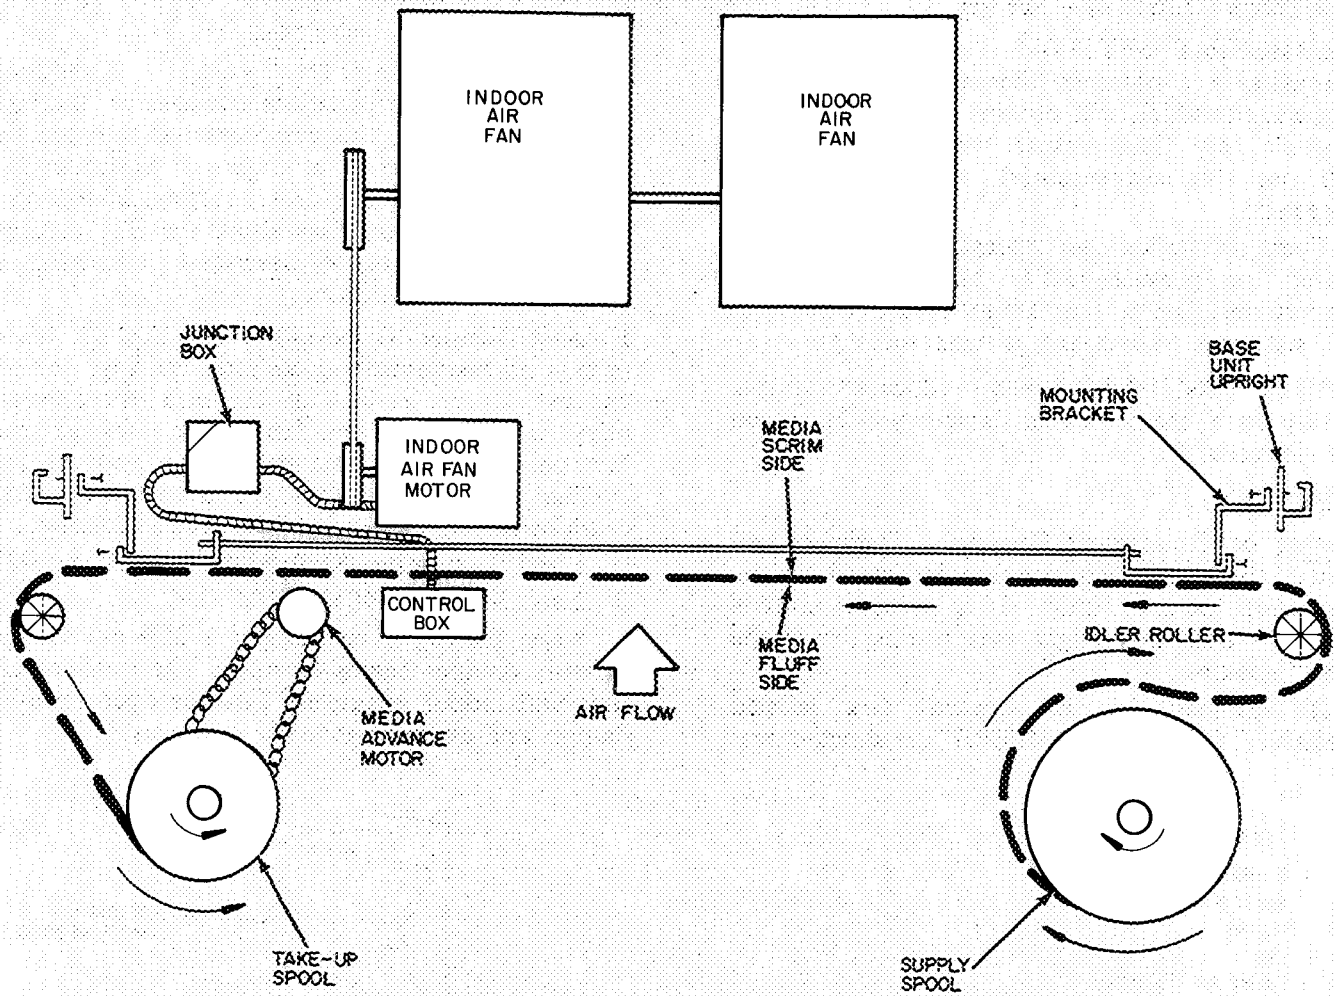 INDOOR
AIR
FAN
INDOOR
AIR
FAN
JUNCTION
BOX
INDOOR
AIR FAN
MOTOR
MEDIA
SCRIM
SIDE
MOUNTING
BRACKET
BASE
UNIT
UPRIGHT
CONTROL
BOX
MEDIA
FLUFF
SIDE
IDLER ROLLER
AIR FLOW
MEDIA
ADVANCE
MOTOR
TAKE-UP
SPOOL
SUPPLY
SPOOL